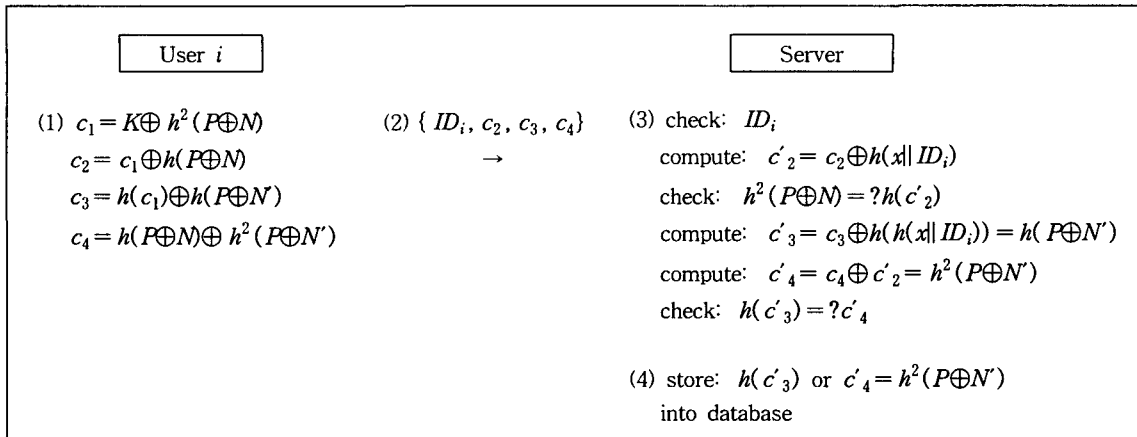 User i
Server
(1) c₁ = K⊕ h²(P⊕N)
c₂ = c₁⊕h(P⊕N)
c₃ = h(c₁)⊕h(P⊕N′)
c₄ = h(P⊕N)⊕ h²(P⊕N′)
(2) { IDᵢ, c₂, c₃, c₄}
→
(3) check: IDᵢ
compute: c′₂ = c₂⊕h(x||IDᵢ)
check: h²(P⊕N) =?h(c′₂)
compute: c′₃ = c₃⊕h(h(x||IDᵢ)) = h(P⊕N′)
compute: c′₄ = c₄⊕c′₂ = h²(P⊕N′)
check: h(c′₃) =?c′₄
(4) store: h(c′₃) or c′₄ = h²(P⊕N′)
into database